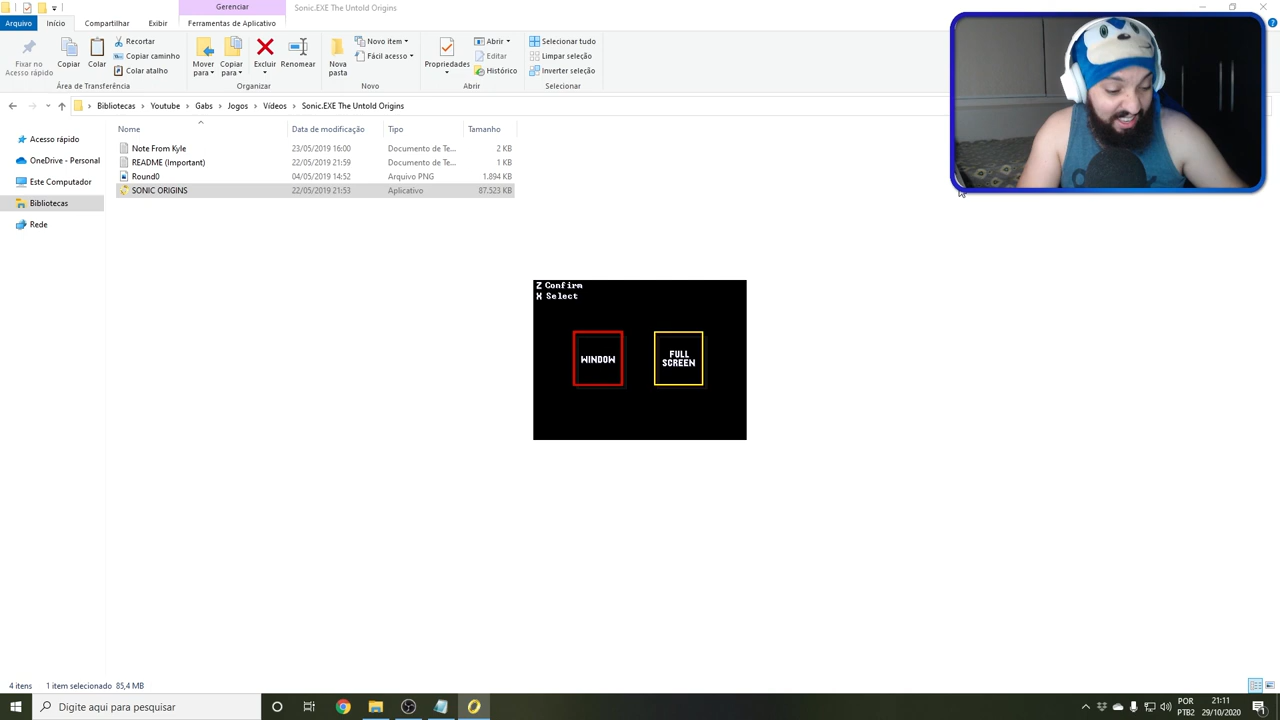 Gerenciar
Sonic.EXE The Untold Origins
Arquivo Início Compartilhar Exibir Ferramentas de Aplicativo
Fixar no Acesso rápido
Copiar
Colar
Recortar
Copiar caminho
Colar atalho
Mover para
Copiar para
Excluir
Renomear
Nova pasta
Novo item
Fácil acesso
Propriedades
Abrir
Editar
Histórico
Selecionar tudo
Limpar seleção
Inverter seleção
Área de Transferência Organizar Novo Abrir Selecionar
Bibliotecas Youtube Gabs Jogos Vídeos Sonic.EXE The Untold Origins
Nome Data de modificação Tipo Tamanho
Acesso rápido
OneDrive - Personal
Este Computador
Bibliotecas
Rede
Note From Kyle 23/05/2019 16:00 Documento de Te... 2 KB
README (Important) 22/05/2019 21:59 Documento de Te... 1 KB
Round0 04/05/2019 14:52 Arquivo PNG 1.894 KB
SONIC ORIGINS 22/05/2019 21:53 Aplicativo 87.523 KB
Z Confirm
X Select
WINDOW
FULL
SCREEN
4 itens 1 item selecionado 85,4 MB
Digite aqui para pesquisar
POR
PTB2
21:11
29/10/2020
1